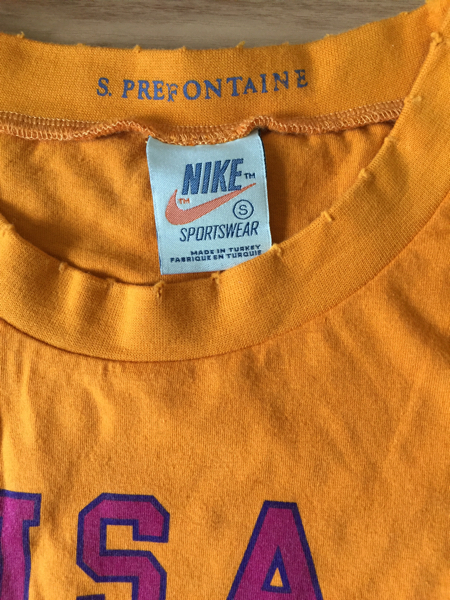 S. PREFONTAINE
NIKE TM
TM
S
SPORTSWEAR
MADE IN TURKEY
FABRIQUE EN TURQUIE
USA